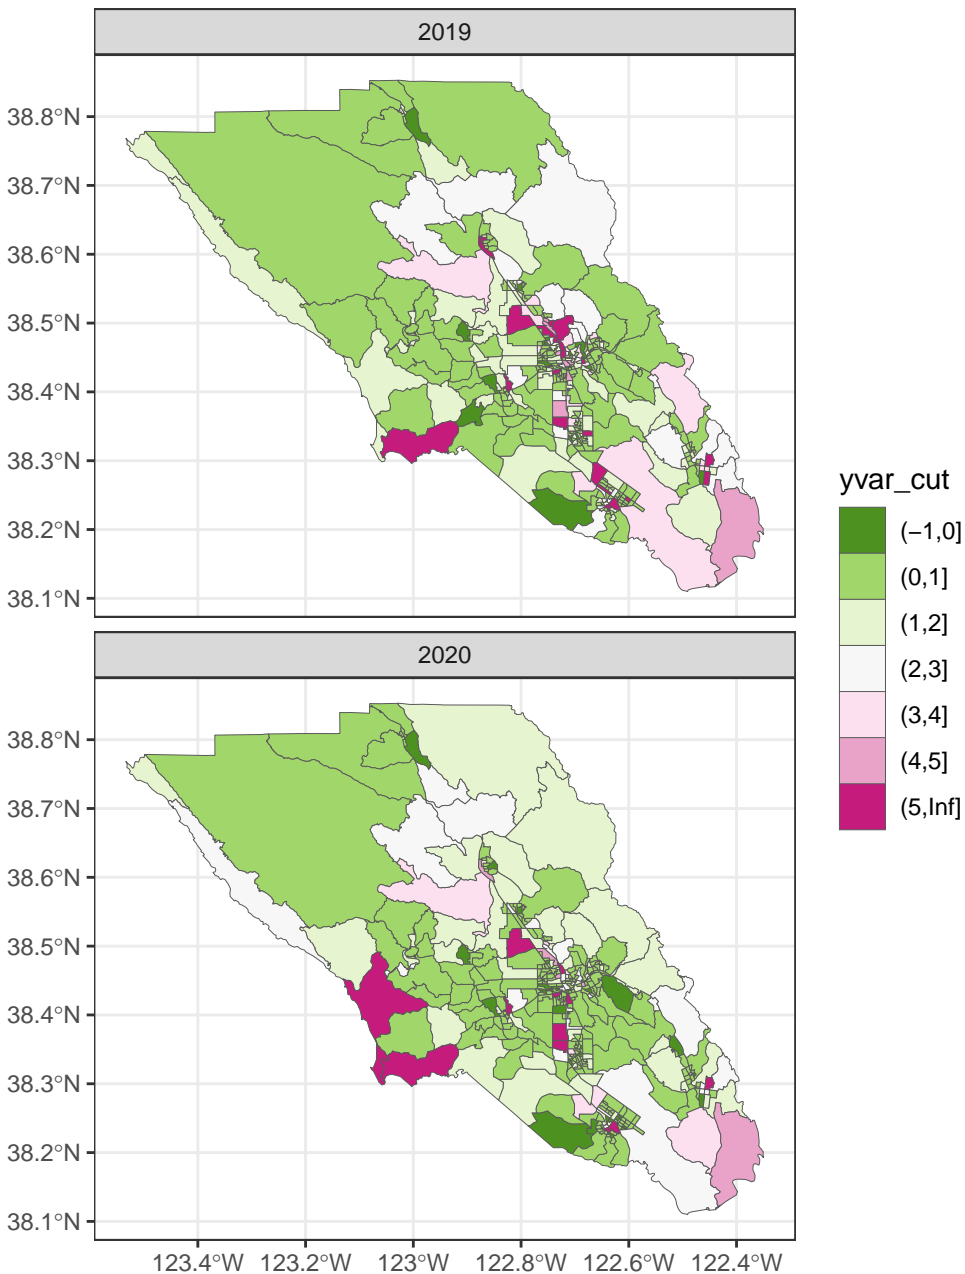 2019
38.8°N
38.7°N
38.6°N
38.5°N
38.4°N
38.3°N
38.2°N
38.1°N
2020
38.8°N
38.7°N
38.6°N
38.5°N
38.4°N
38.3°N
38.2°N
38.1°N
123.4°W 123.2°W 123°W 122.8°W 122.6°W 122.4°W
yvar_cut
(−1,0]
(0,1]
(1,2]
(2,3]
(3,4]
(4,5]
(5,Inf]